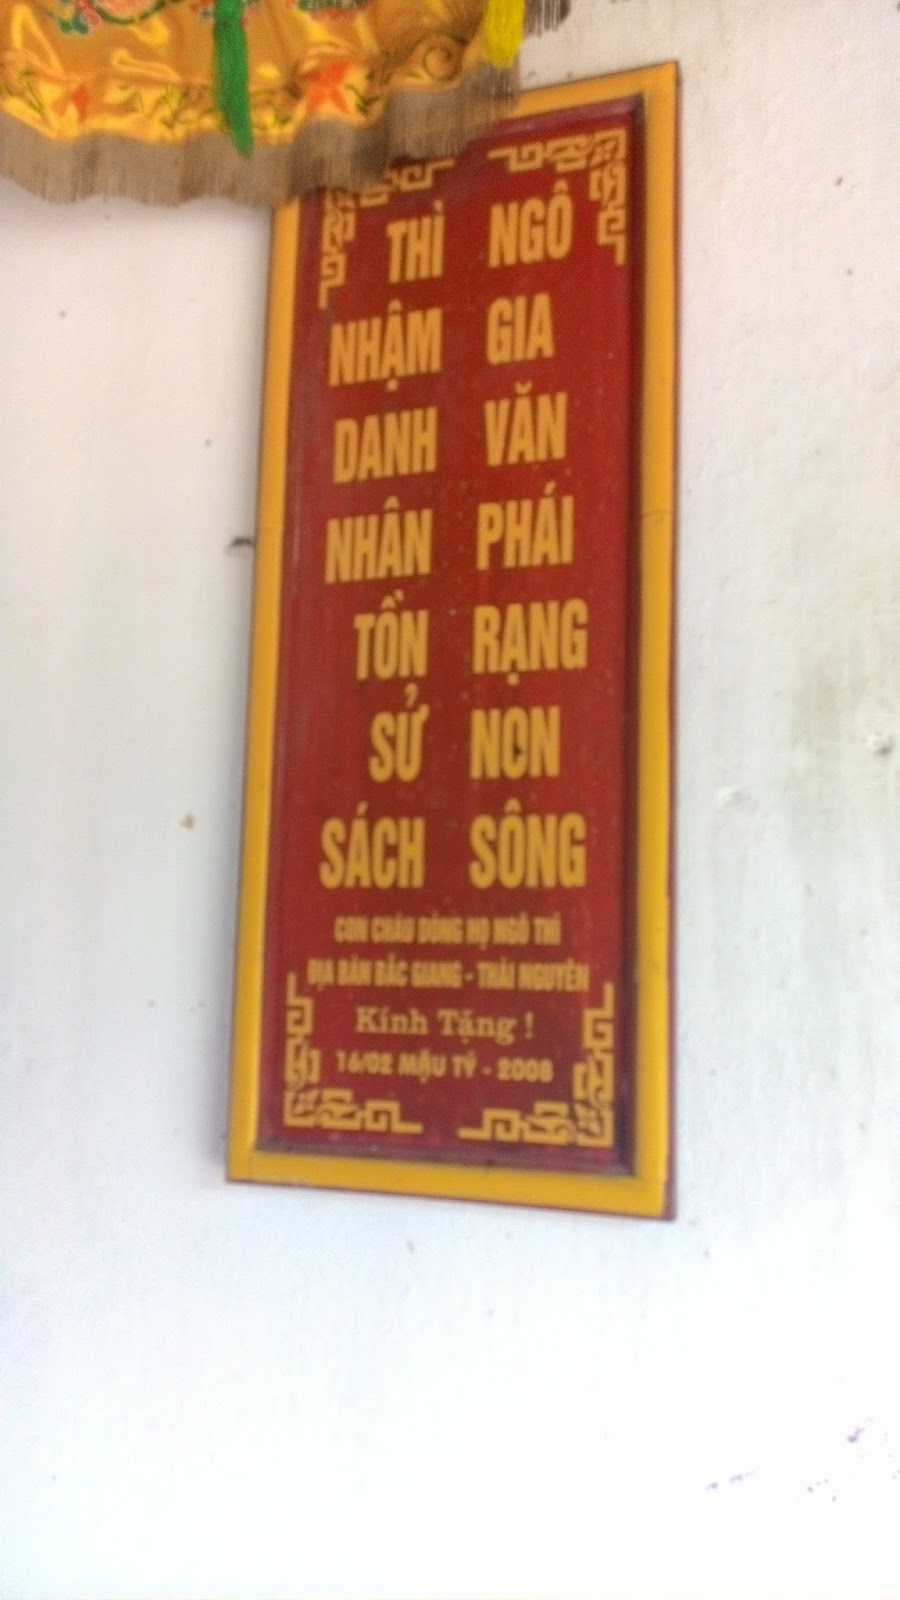 NGÔ
GIA
VĂN
PHÁI
RẠNG
NON
SÔNG
THÌ
NHẬM
DANH
NHÂN
TỒN
SỬ
SÁCH
CON CHÁU DÒNG HỌ NGÔ THÌ
ĐỊA BÀN BẮC GIANG - THÁI NGUYÊN
Kính Tặng !
16/02 MẬU TÝ - 2008